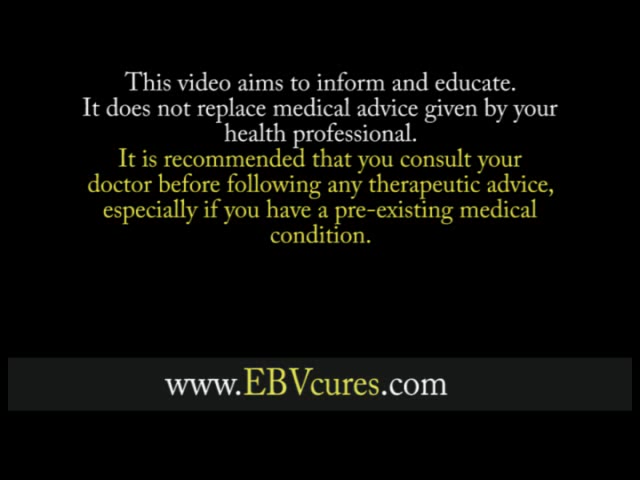 This video aims to inform and educate.
It does not replace medical advice given by your
health professional.
It is recommended that you consult your
doctor before following any therapeutic advice,
especially if you have a pre-existing medical
condition.
www.EBVcures.com